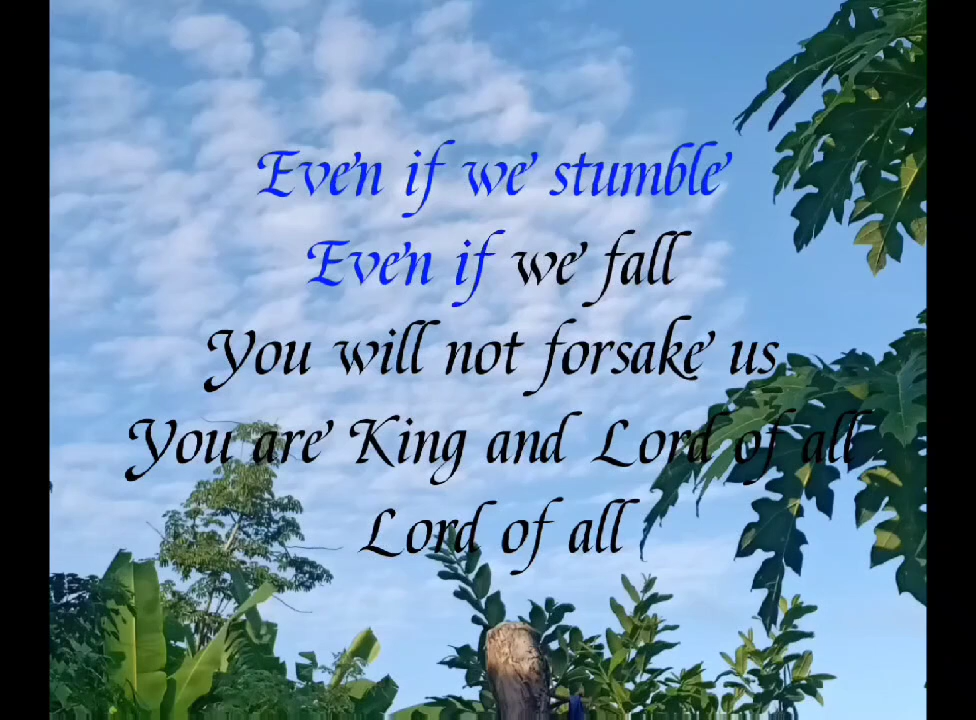 Even if we stumble
Even if we fall
You will not forsake us
You are King and Lord of all
Lord of all